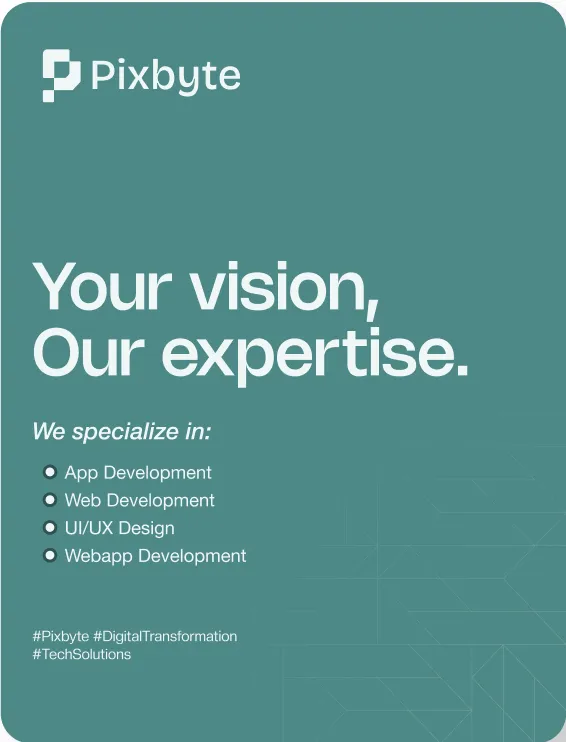 Pixbyte
Your vision,
Our expertise.
We specialize in:
App Development
Web Development
UI/UX Design
Webapp Development
#Pixbyte #DigitalTransformation
#TechSolutions